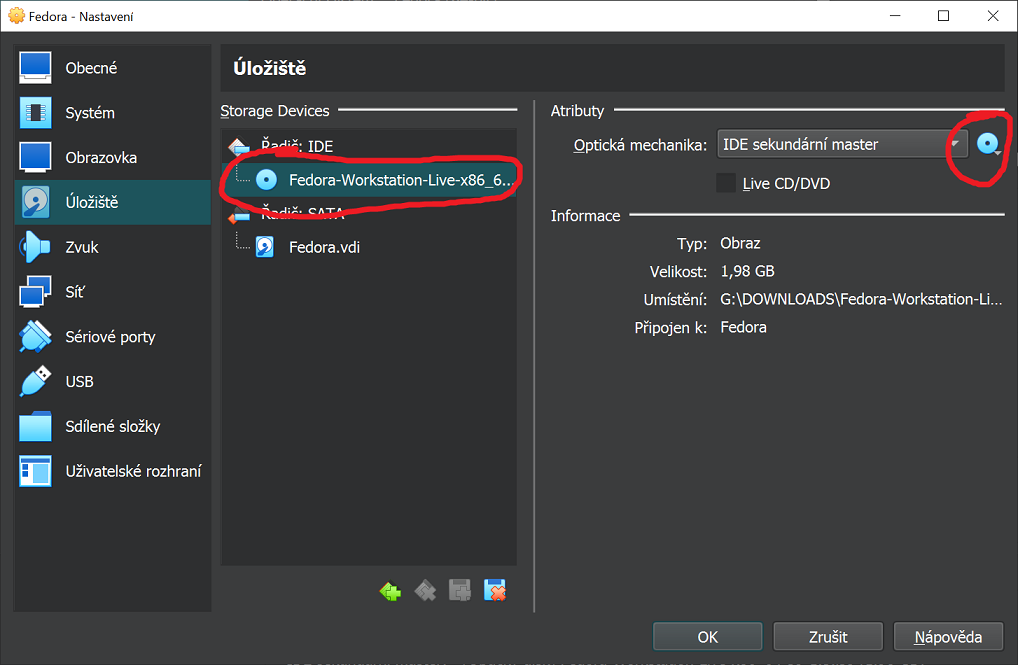 Fedora - Nastavení
Obecné
Systém
Obrazovka
Úložiště
Zvuk
Síť
Sériové porty
USB
Sdílené složky
Uživatelské rozhraní
Úložiště
Storage Devices
Řadič: IDE
Fedora-Workstation-Live-x86_6...
Řadič: SATA
Fedora.vdi
Atributy
Optická mechanika: IDE sekundární master
Live CD/DVD
Informace
Typ: Obraz
Velikost: 1,98 GB
Umístění: G:\DOWNLOADS\Fedora-Workstation-Li...
Připojen k: Fedora
OK Zrušit Nápověda